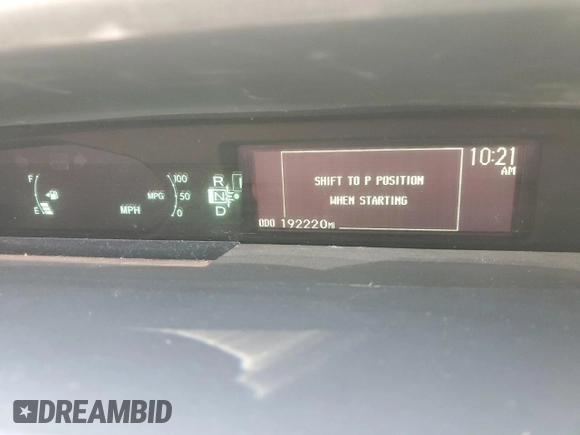 F
E
MPH
100
MPG 50
0
R
N
D
10:21
AM
SHIFT TO P POSITION
WHEN STARTING
ODO 192220MI
DREAMBID